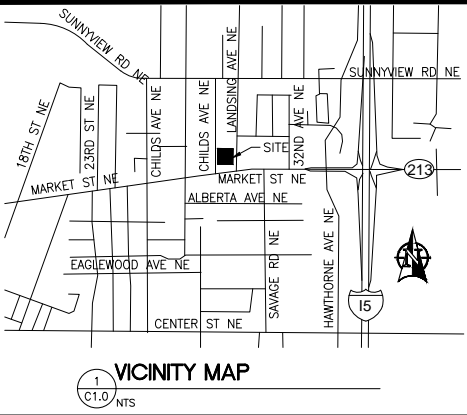 SUNNYVIEW RD NE
SUNNYVIEW RD NE
18TH ST NE
23RD ST NE
CHILDS AVE NE
CHILDS AVE NE
LANDSING AVE NE
SITE
32ND AVE NE
213
MARKET ST NE
MARKET ST NE
ALBERTA AVE NE
EAGLEWOOD AVE NE
SAVAGE RD NE
HAWTHORNE AVE NE
N
I5
CENTER ST NE
1
C1.0
VICINITY MAP
NTS